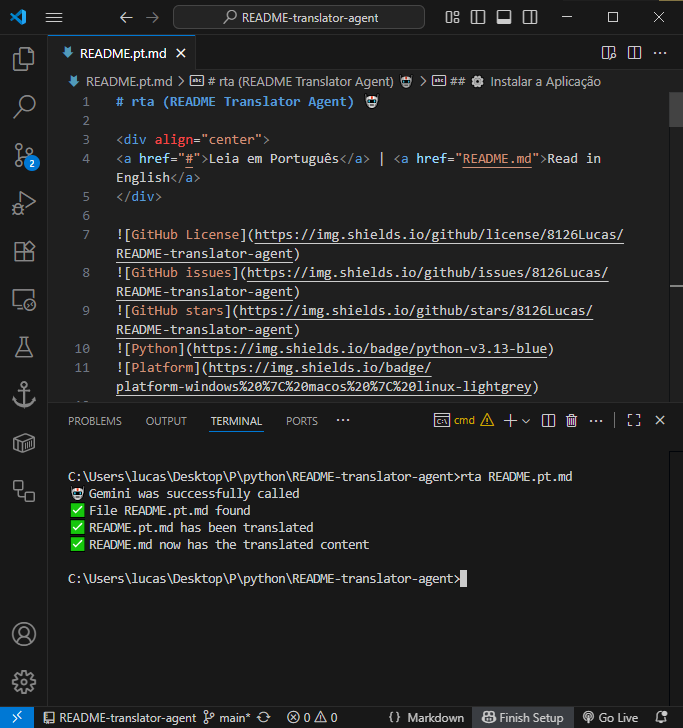 README-translator-agent
README.pt.md
README.pt.md > # rta (README Translator Agent) 🤖 > ## ⚙ Instalar a Aplicação
1 # rta (README Translator Agent) 🤖
2
3 <div align="center">
4 <a href="#">Leia em Português</a> | <a href="README.md">Read in
English</a>
5 </div>
6
7 ![GitHub License](https://img.shields.io/github/license/8126Lucas/
README-translator-agent)
8 ![GitHub issues](https://img.shields.io/github/issues/8126Lucas/
README-translator-agent)
9 ![GitHub stars](https://img.shields.io/github/stars/8126Lucas/
README-translator-agent)
10 ![Python](https://img.shields.io/badge/python-v3.13-blue)
11 ![Platform](https://img.shields.io/badge/
platform-windows%20%7C%20macos%20%7C%20linux-lightgrey)
2
PROBLEMS OUTPUT TERMINAL PORTS ··· cmd
C:\Users\lucas\Desktop\P\python\README-translator-agent>rta README.pt.md
🤖 Gemini was successfully called
✅ File README.pt.md found
✅ README.pt.md has been translated
✅ README.md now has the translated content
C:\Users\lucas\Desktop\P\python\README-translator-agent>
README-translator-agent main* 0 0 {} Markdown Finish Setup Go Live